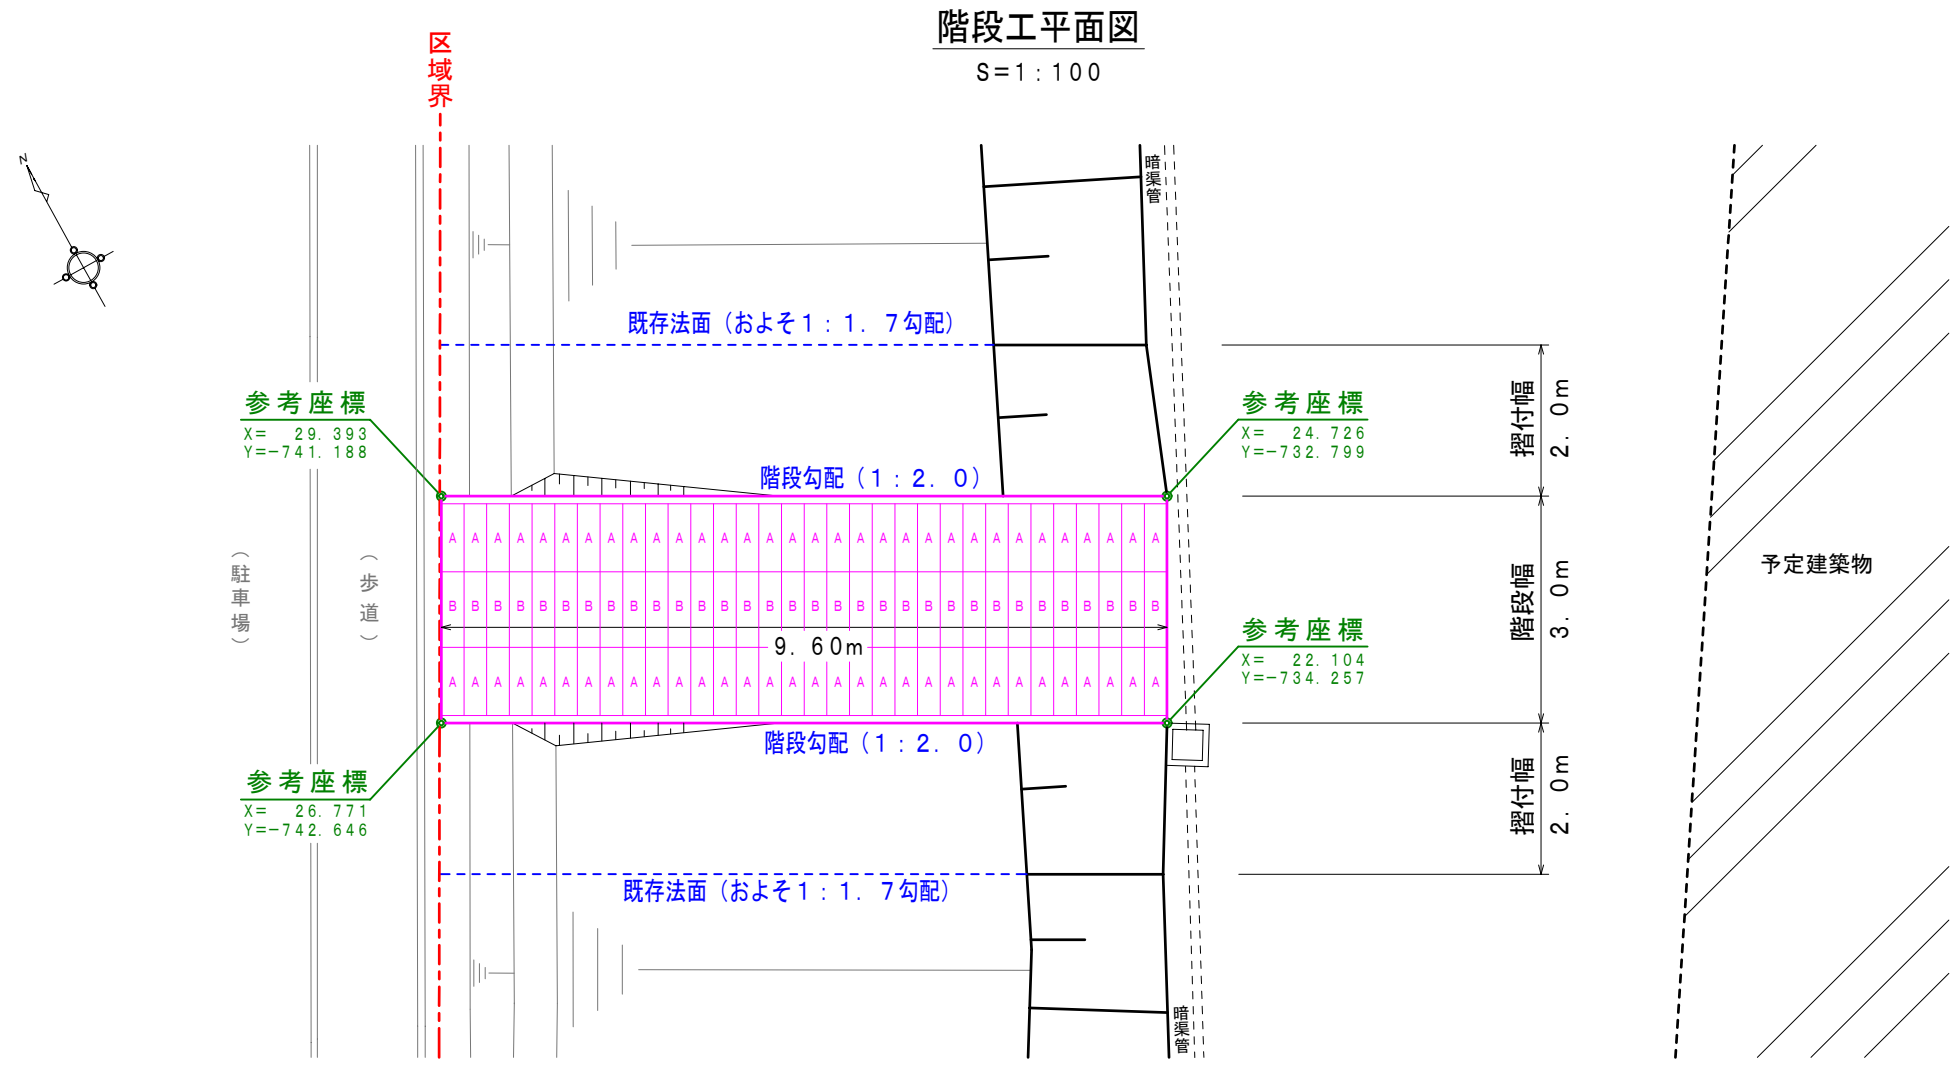 階段工平面図
S=1:100
区域界
N
暗渠管
既存法面（およそ1:1.7勾配）
参考座標
X= 29.393
Y=-741.188
参考座標
X= 24.726
Y=-732.799
摺付幅
2.0m
階段勾配（1:2.0）
A A A A A A A A A A A A A A A A A A A A A A A A A A A A A A A A
（駐車場）
（歩道）
B B B B B B B B B B B B B B B B B B B B B B B B B B B B B B B B
9.60m
A A A A A A A A A A A A A A A A A A A A A A A A A A A A A A A A
階段幅
3.0m
予定建築物
参考座標
X= 22.104
Y=-734.257
階段勾配（1:2.0）
参考座標
X= 26.771
Y=-742.646
摺付幅
2.0m
既存法面（およそ1:1.7勾配）
暗渠管